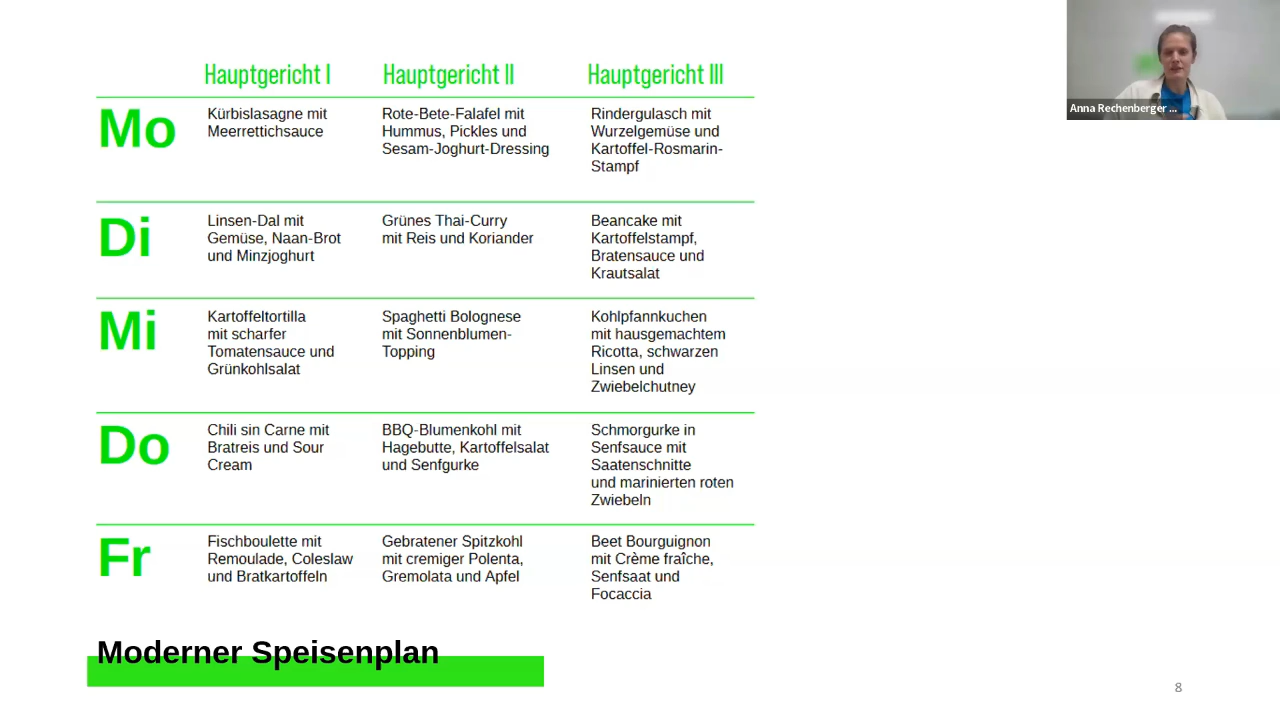 Hauptgericht I
Hauptgericht II
Hauptgericht III
Mo
Kürbislasagne mit
Meerrettichsauce
Rote-Bete-Falafel mit
Hummus, Pickles und
Sesam-Joghurt-Dressing
Rindergulasch mit
Wurzelgemüse und
Kartoffel-Rosmarin-
Stampf
Di
Linsen-Dal mit
Gemüse, Naan-Brot
und Minzjoghurt
Grünes Thai-Curry
mit Reis und Koriander
Beancake mit
Kartoffelstampf,
Bratensauce und
Krautsalat
Mi
Kartoffeltortilla
mit scharfer
Tomatensauce und
Grünkohlsalat
Spaghetti Bolognese
mit Sonnenblumen-
Topping
Kohlpfannkuchen
mit hausgemachtem
Ricotta, schwarzen
Linsen und
Zwiebelchutney
Do
Chili sin Carne mit
Bratreis und Sour
Cream
BBQ-Blumenkohl mit
Hagebutte, Kartoffelsalat
und Senfgurke
Schmorgurke in
Senfsauce mit
Saatenschnitte
und marinierten roten
Zwiebeln
Fr
Fischboulette mit
Remoulade, Coleslaw
und Bratkartoffeln
Gebratener Spitzkohl
mit cremiger Polenta,
Gremolata und Apfel
Beet Bourguignon
mit Crème fraîche,
Senfsaat und
Focaccia
Moderner Speisenplan
8
Anna Rechenberger ...